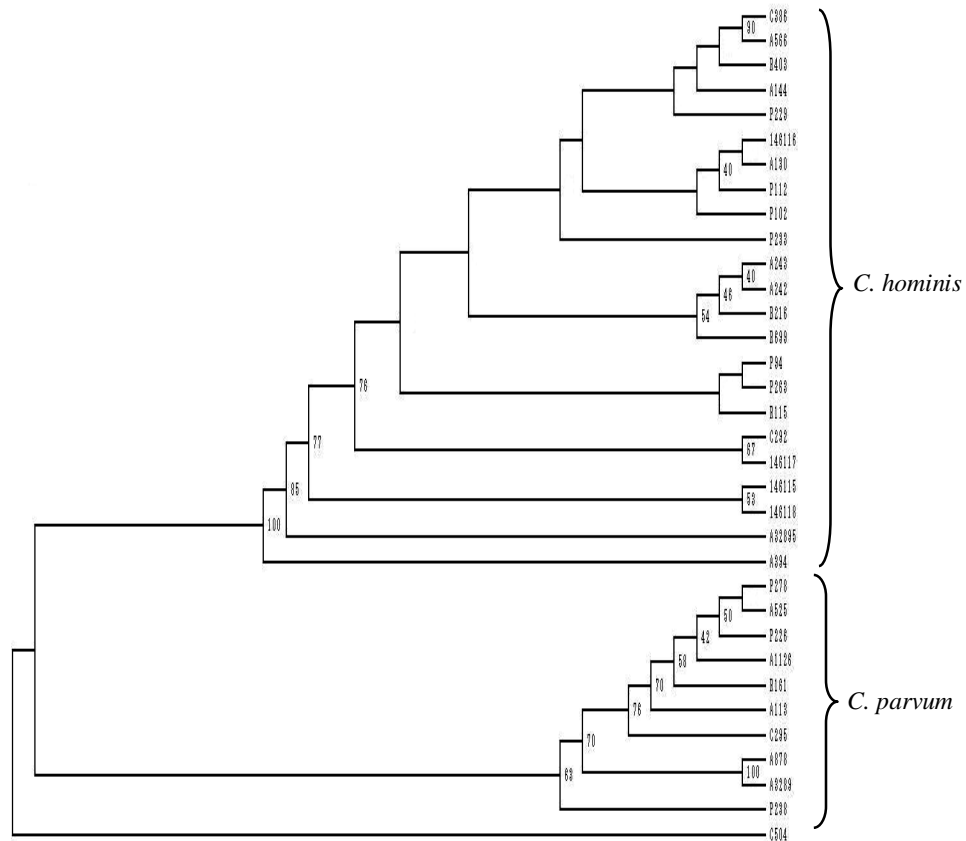 C386
90
A566
B403
A144
P229
146116
A130
40
P112
P102
P233
A243
40
A242
46
B216
54
B699
C. hominis
P94
P263
B115
76
C292
67
146117
77
146115
85
53
146118
100
A32895
A394
P278
A525
50
P226
42
A1126
58
B161
70
A113
76
C295
70
A878
100
A3289
63
P238
C. parvum
C504